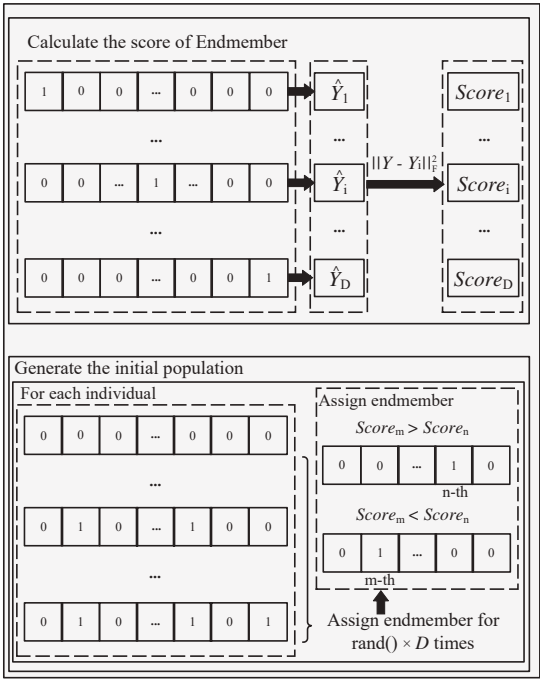 Calculate the score of Endmember
1 0 0 ... 0 0 0 Ŷ1 Score1
... ... ...
0 0 ... 1 ... 0 0 Ŷi ||Y - Yi||²F Scorei
... ... ...
0 0 0 ... 0 0 1 ŶD ScoreD
Generate the initial population
For each individual
0 0 0 ... 0 0 0
...
0 1 0 ... 1 0 0
...
0 1 0 ... 1 0 1
Assign endmember
Scorem > Scoren
0 0 ... 1 0
n-th
Scorem < Scoren
0 1 ... 0 0
m-th
Assign endmember for
rand() × D times